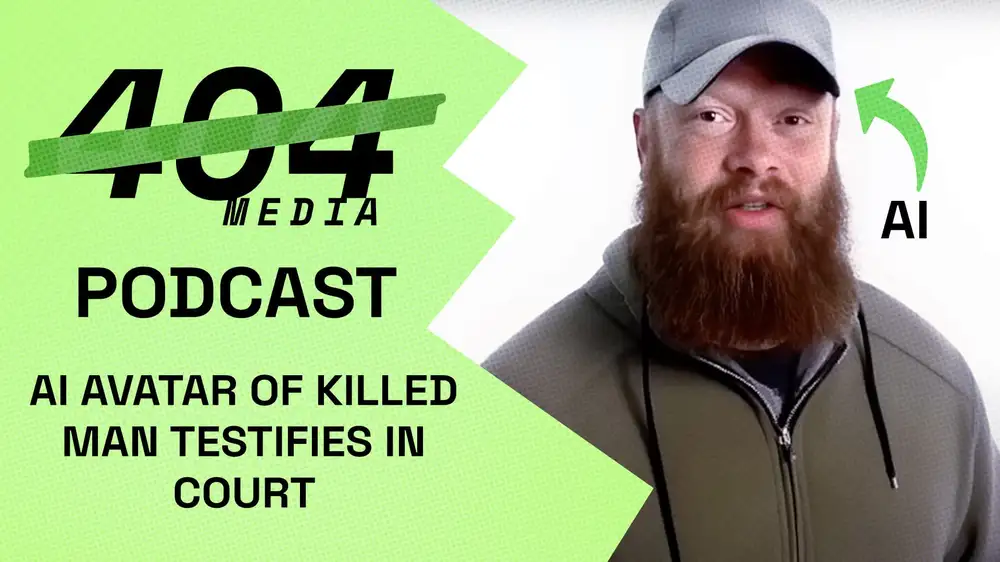 404
MEDIA
PODCAST
AI AVATAR OF KILLED
MAN TESTIFIES IN
COURT
AI